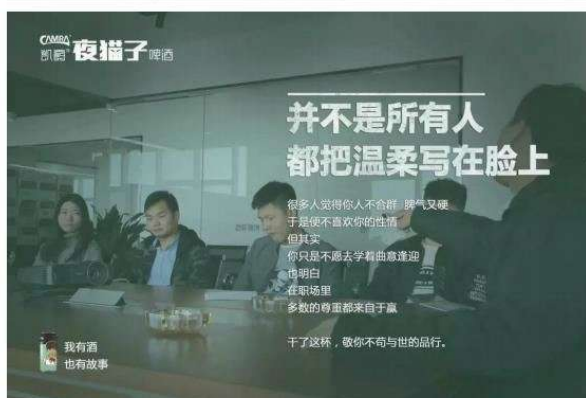 CAMRA
夜猫子啤酒
并不是所有人
都把温柔写在脸上
很多人觉得你人不合群 脾气又硬
于是便不喜欢你的性情
但其实
你只是不愿去学着曲意逢迎
也明白
在职场里
多数的尊重都来自于赢
干了这杯，敬你不苟与世的品行。
我有酒
也有故事